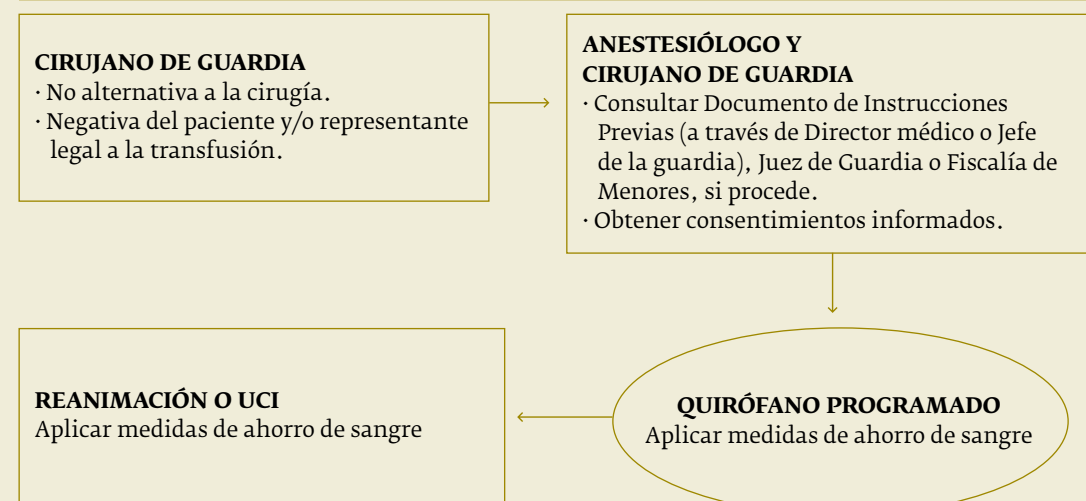 CIRUJANO DE GUARDIA
· No alternativa a la cirugía.
· Negativa del paciente y/o representante
legal a la transfusión.
ANESTESIÓLOGO Y
CIRUJANO DE GUARDIA
· Consultar Documento de Instrucciones
Previas (a través de Director médico o Jefe
de la guardia), Juez de Guardia o Fiscalía de
Menores, si procede.
· Obtener consentimientos informados.
QUIRÓFANO PROGRAMADO
Aplicar medidas de ahorro de sangre
REANIMACIÓN O UCI
Aplicar medidas de ahorro de sangre